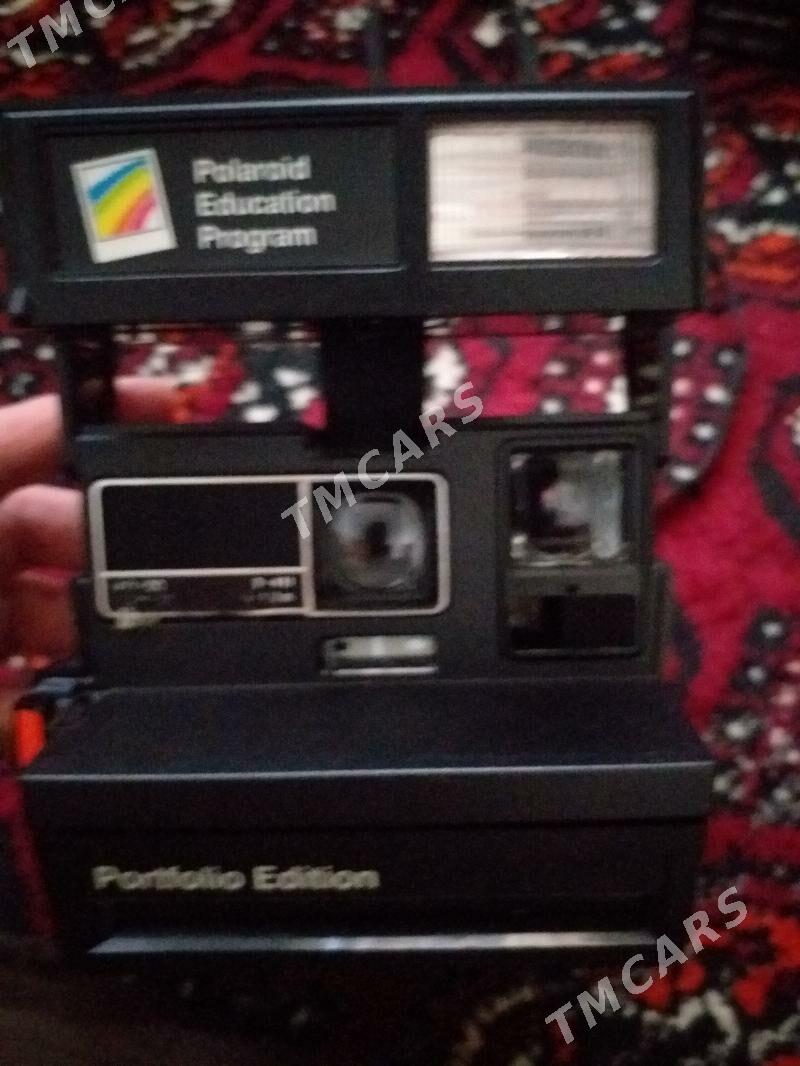 TMCARS
Polaroid
Education
Program
TMCARS
Portfolio Edition
TMCARS